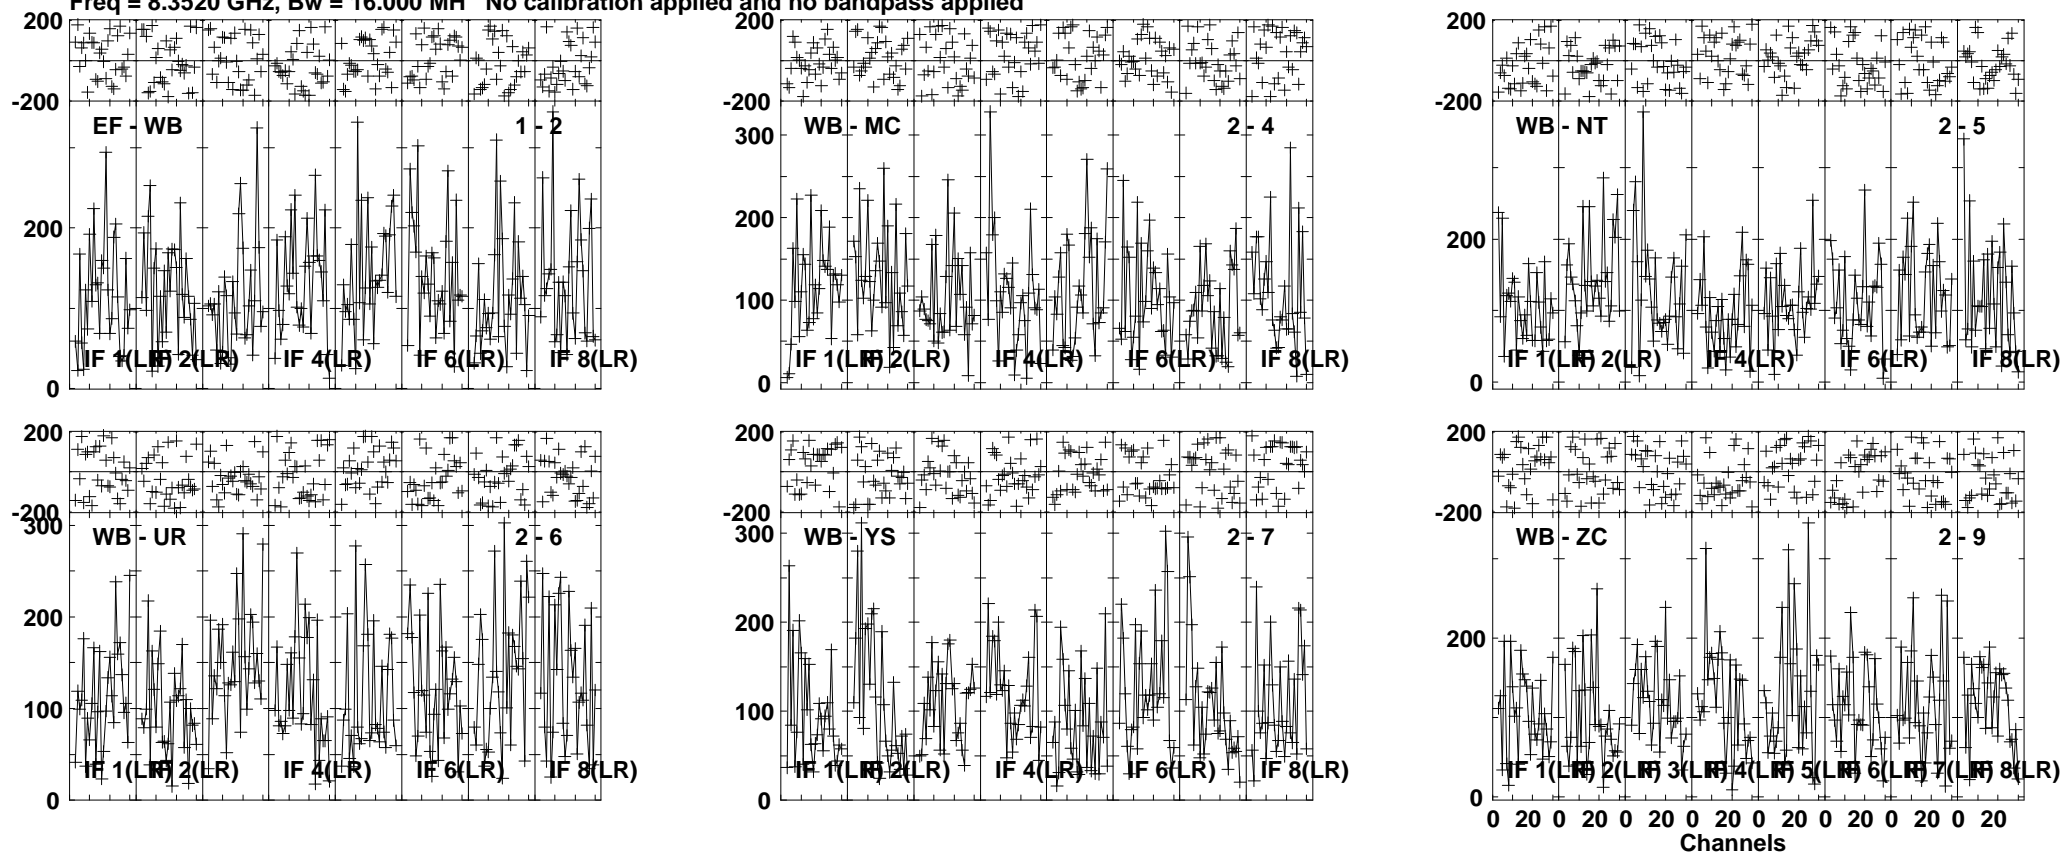 Freq = 8.3520 GHz, Bw = 16.000 MH No calibration applied and no bandpass applied
200
-200
EF - WB 1 - 2
200
0
IF 1(LR) IF 2(LR) IF 4(LR) IF 6(LR) IF 8(LR)
WB - MC 2 - 4
300
200
100
0
IF 1(LR) IF 2(LR) IF 4(LR) IF 6(LR) IF 8(LR)
200
-200
WB - NT 2 - 5
200
0
IF 1(LR) IF 2(LR) IF 4(LR) IF 6(LR) IF 8(LR)
200
-200
300
WB - UR 2 - 6
200
100
0
IF 1(LR) IF 2(LR) IF 4(LR) IF 6(LR) IF 8(LR)
200
-200
300
WB - YS 2 - 7
200
100
0
IF 1(LR) IF 2(LR) IF 4(LR) IF 6(LR) IF 8(LR)
200
-200
WB - ZC 2 - 9
200
0
IF 1(LR) IF 2(LR) IF 3(LR) IF 4(LR) IF 5(LR) IF 6(LR) IF 7(LR) IF 8(LR)
0 20 0 20 0 20 0 20 0 20 0 20 0 20 0 20
Channels